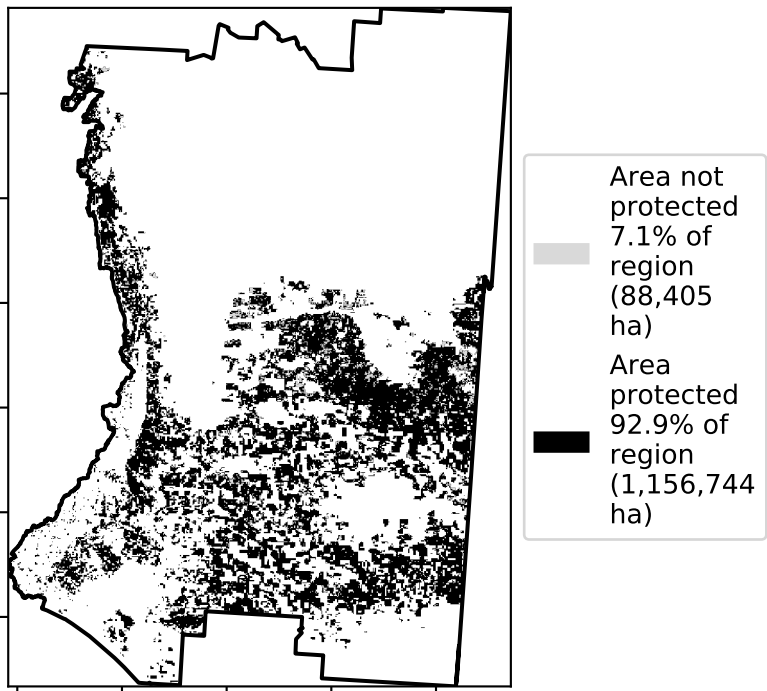 Area not
protected
7.1% of
region
(88,405
ha)
Area
protected
92.9% of
region
(1,156,744
ha)